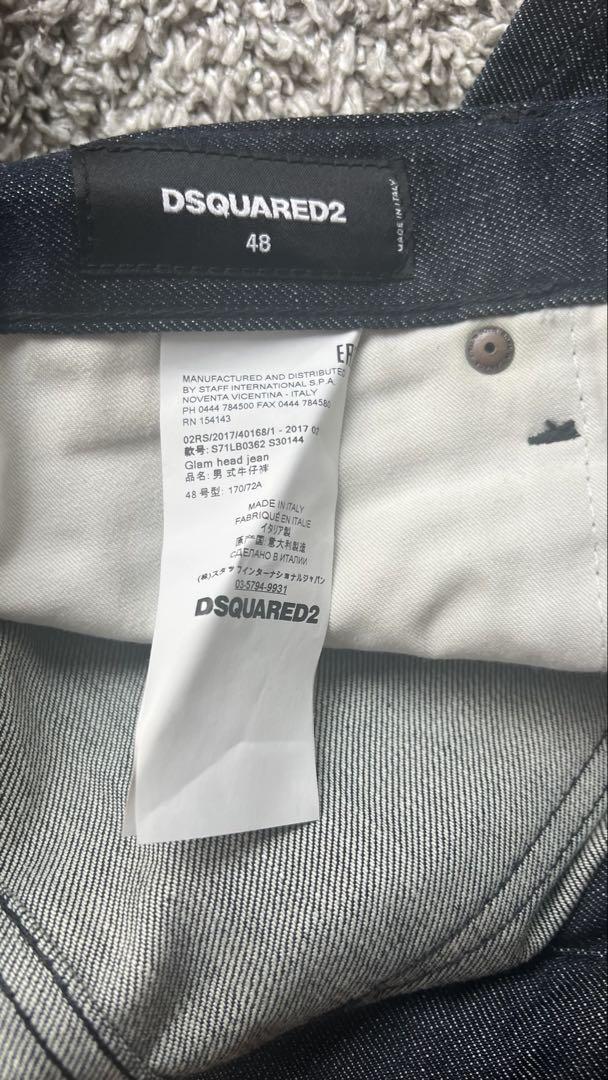 DSQUARED2
48
MADE IN ITALY
MANUFACTURED AND DISTRIBUTED
BY STAFF INTERNATIONAL S.P.A.
NOVENTA VICENTINA - ITALY
PH 0444 784500 FAX 0444 784580
RN 154143
02RS/2017/40168/1 - 2017 02
款号: S71LB0362 S30144
Glam head jean
品名: 男式牛仔裤
48 号型: 170/72A
MADE IN ITALY
FABRIQUÉ EN ITALIE
イタリア製
原产国:意大利製造
СДЕЛАНО В ИТАЛИИ
(株)スタッフインターナショナルジャパン
03-5794-9931
DSQUARED2